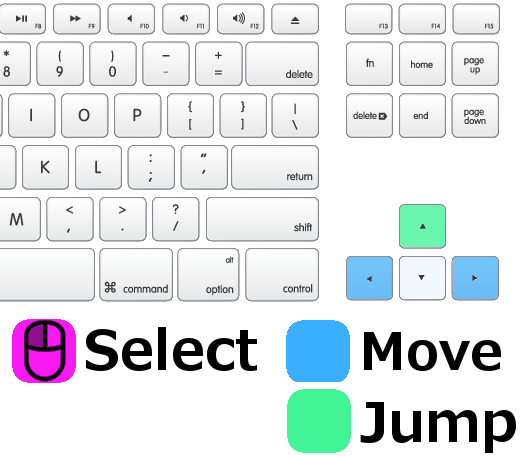 F8 F9 F10 F11 F12 F13 F14 F15
* ( ) – + fn home page
8 9 0 - = delete up
I O P { } | delete end page
[ ] \ down
K L : “ return
; ‘
M < > ? shift
, . /
⌘ command alt control
option
Select Move
Jump